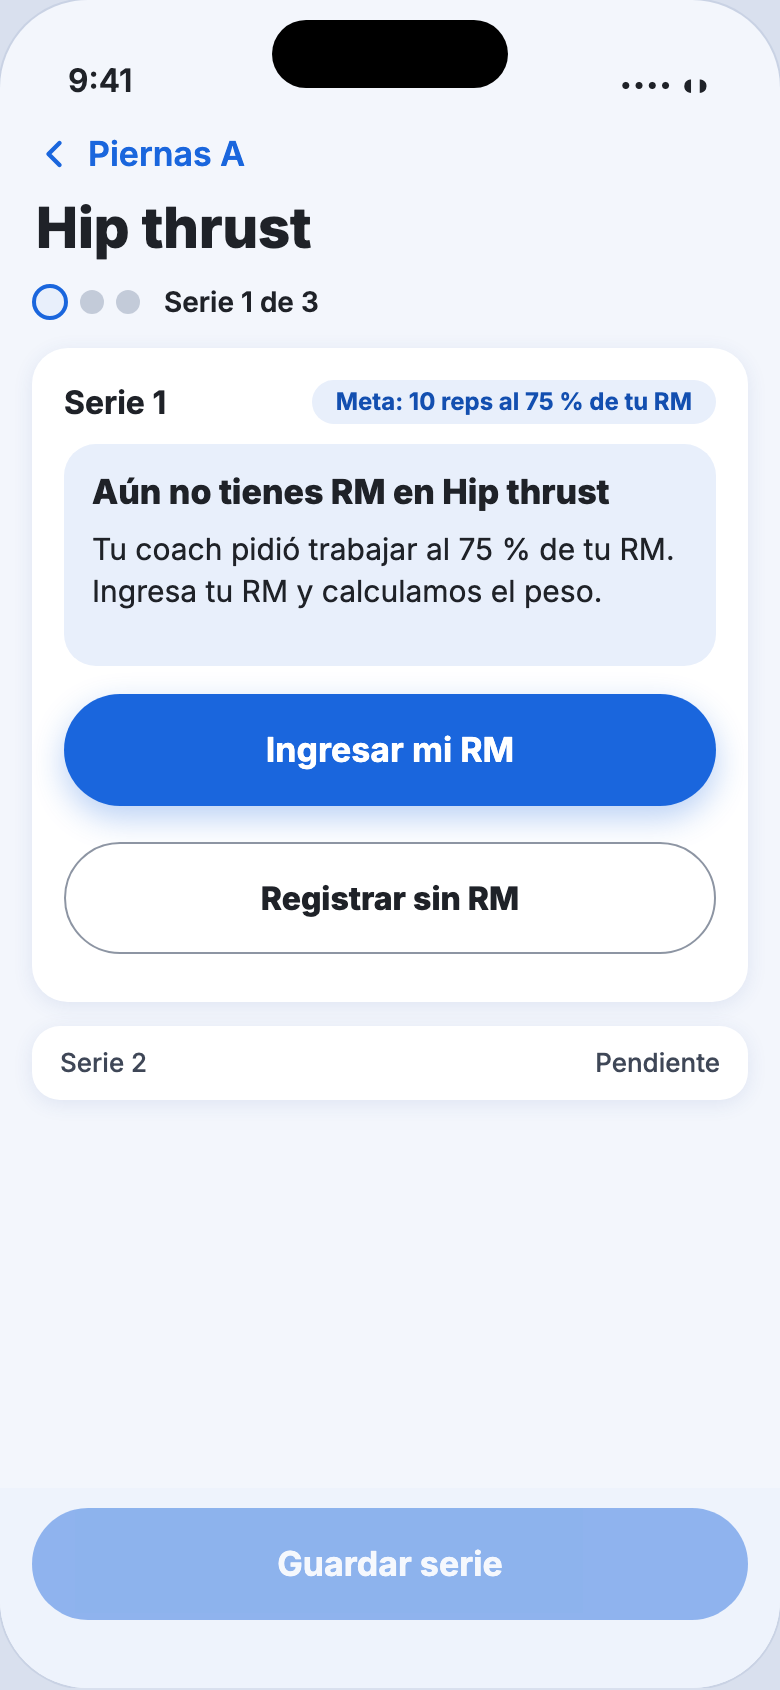 9:41
Piernas A
Hip thrust
Serie 1 de 3
Serie 1
Meta: 10 reps al 75 % de tu RM
Aún no tienes RM en Hip thrust
Tu coach pidió trabajar al 75 % de tu RM.
Ingresa tu RM y calculamos el peso.
Ingresar mi RM
Registrar sin RM
Serie 2
Pendiente
Guardar serie